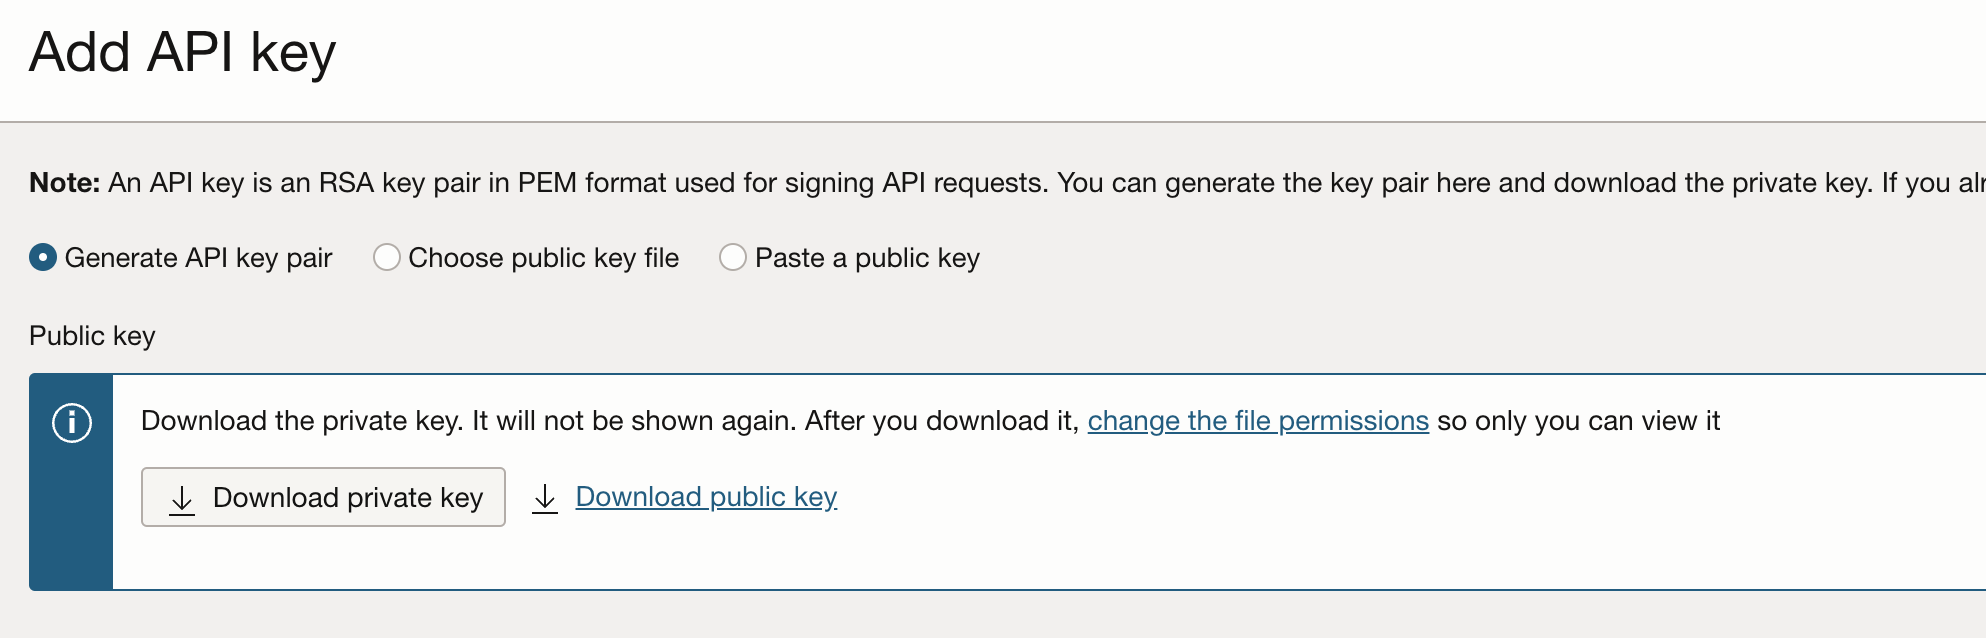 Add API key
Note: An API key is an RSA key pair in PEM format used for signing API requests. You can generate the key pair here and download the private key. If you
Generate API key pair Choose public key file Paste a public key
Public key
Download the private key. It will not be shown again. After you download it, change the file permissions so only you can view it
Download private key Download public key